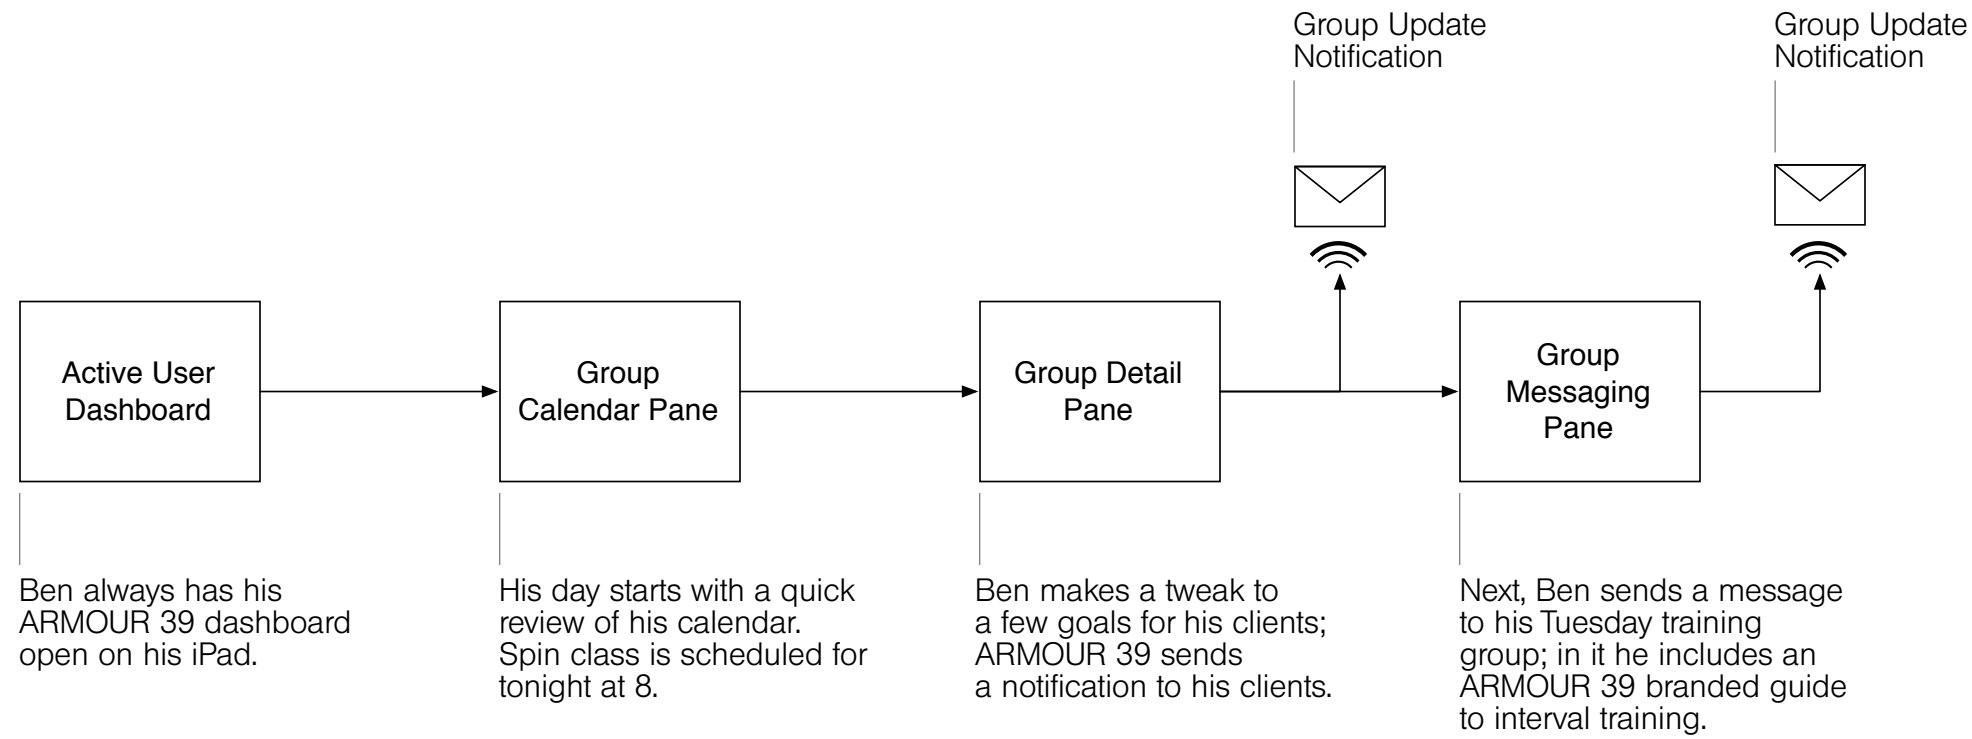 Group Update
Notification
Group Update
Notification
Active User
Dashboard
Group
Calendar Pane
Group Detail
Pane
Group
Messaging
Pane
Ben always has his
ARMOUR 39 dashboard
open on his iPad.
His day starts with a quick
review of his calendar.
Spin class is scheduled for
tonight at 8.
Ben makes a tweak to
a few goals for his clients;
ARMOUR 39 sends
a notification to his clients.
Next, Ben sends a message
to his Tuesday training
group; in it he includes an
ARMOUR 39 branded guide
to interval training.